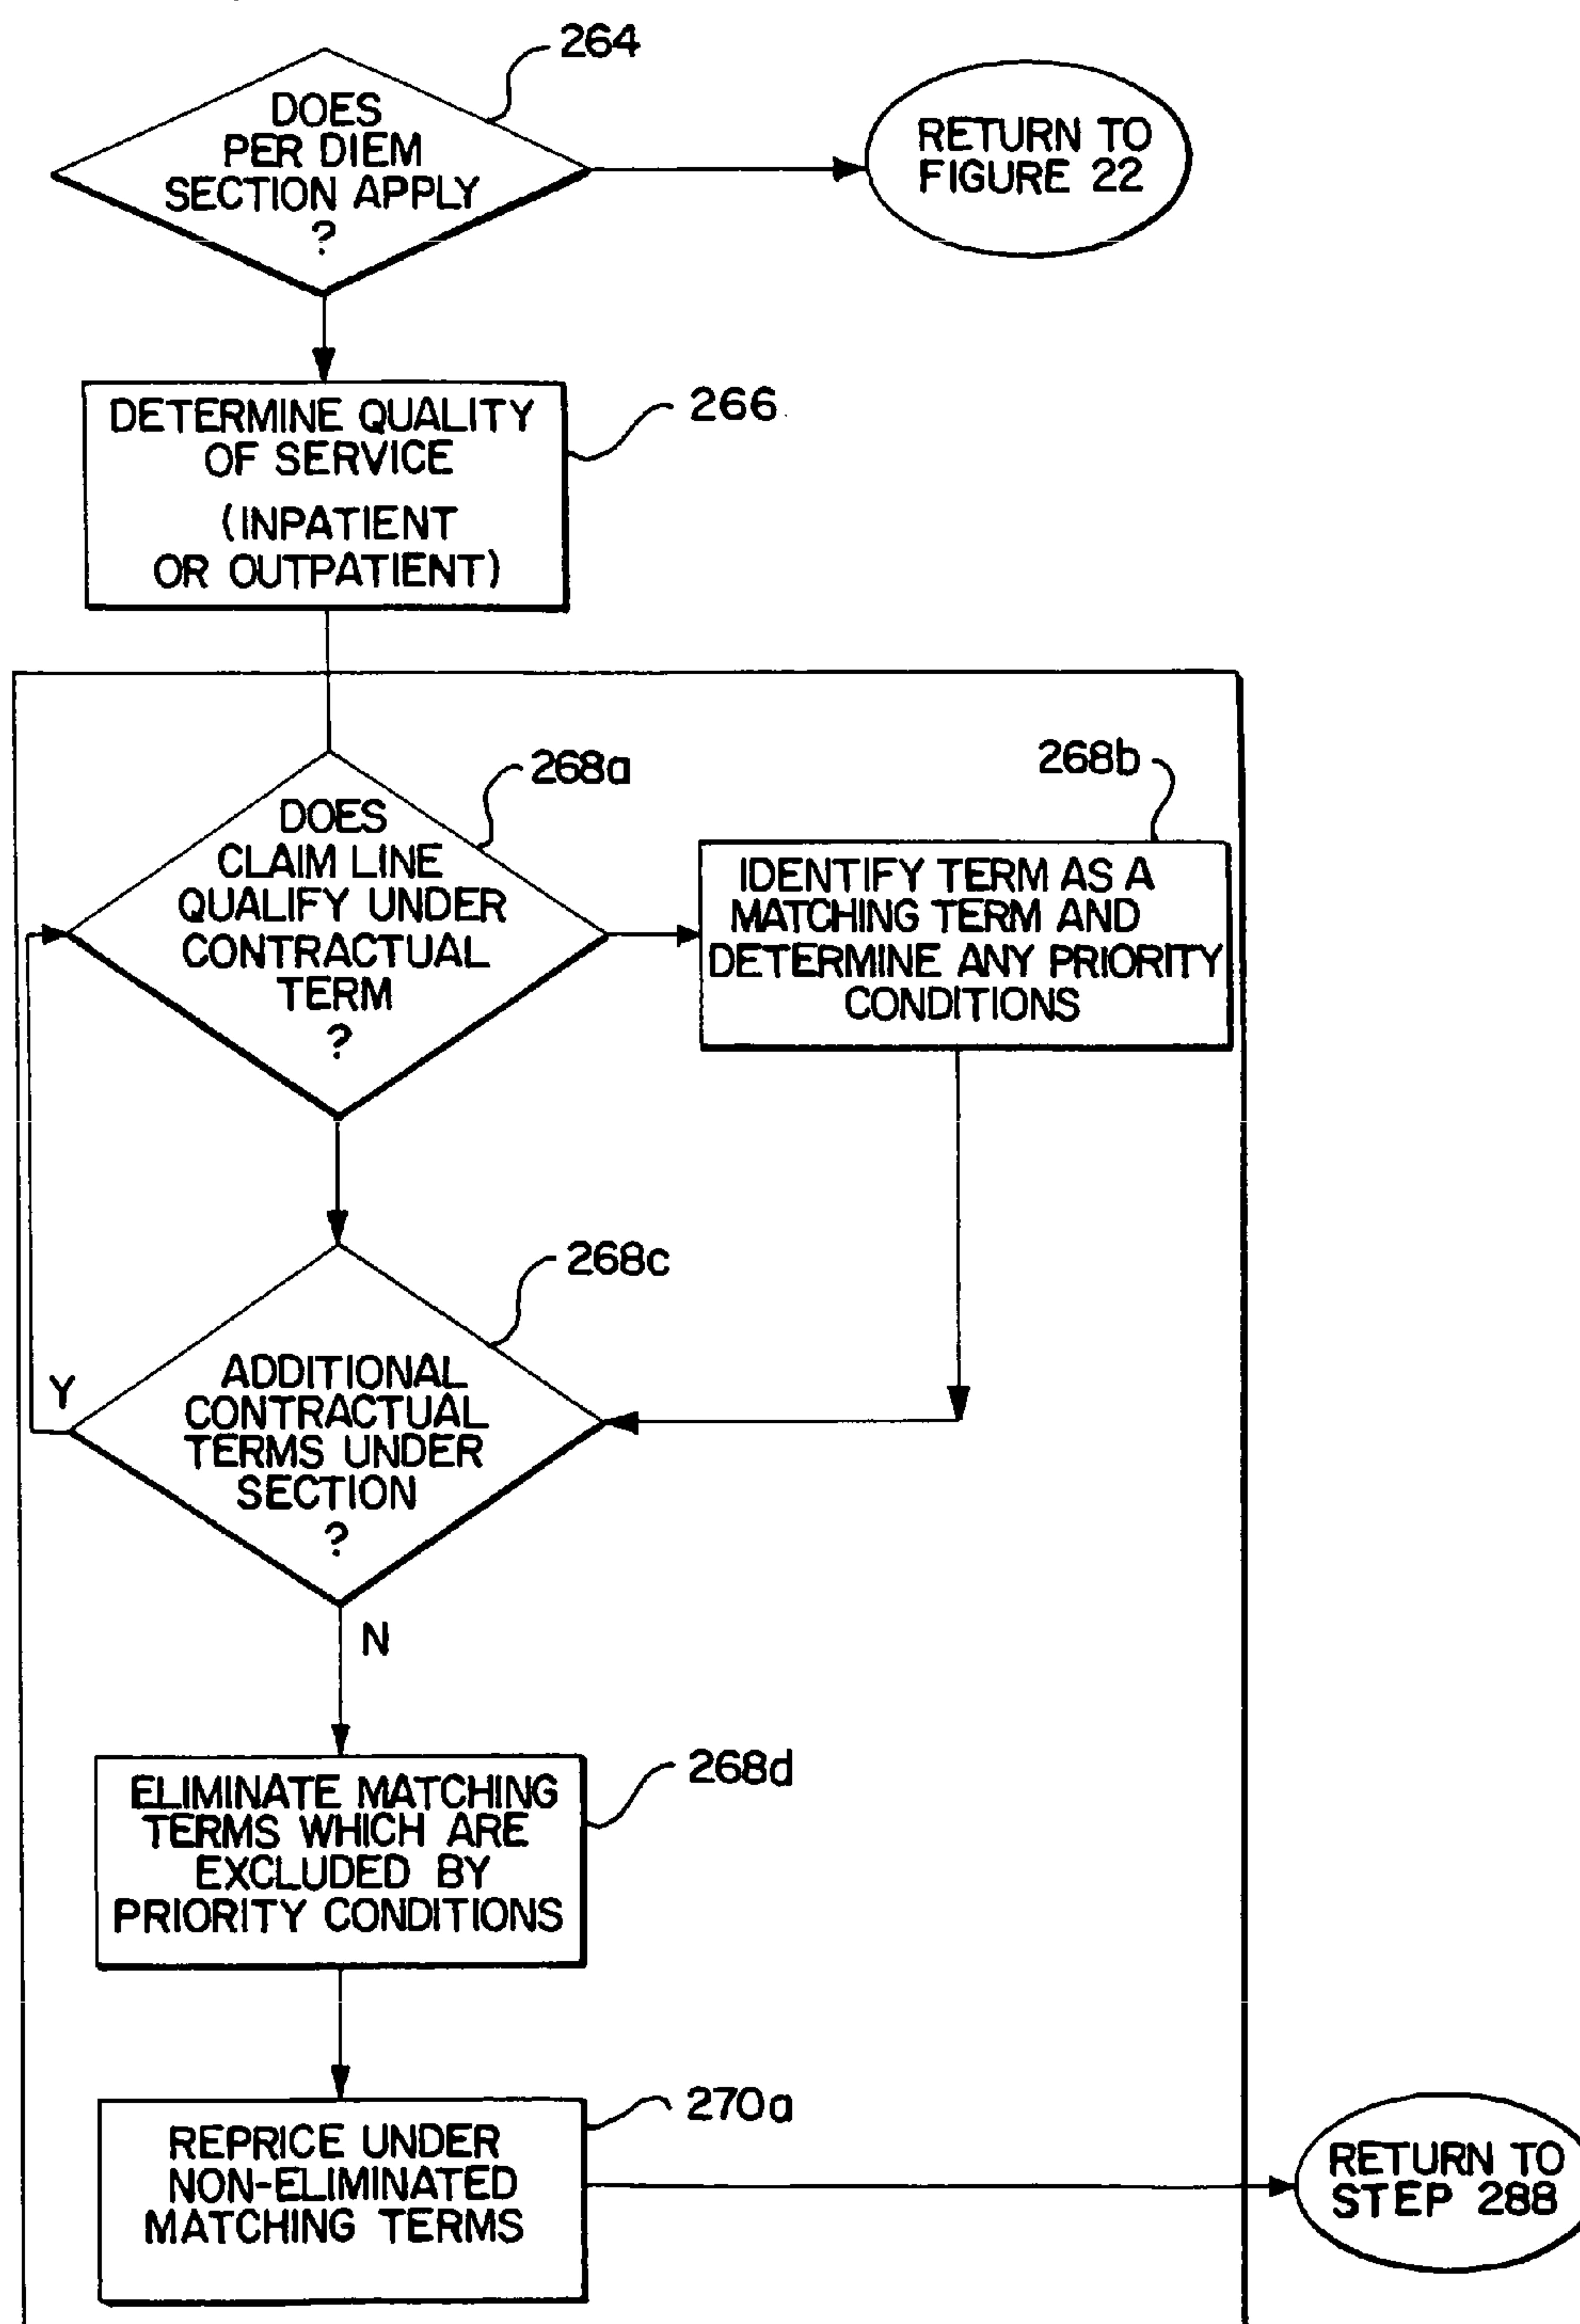 264
DOES
PER DIEM
SECTION APPLY
?
RETURN TO
FIGURE 22
DETERMINE QUALITY
OF SERVICE
(INPATIENT
OR OUTPATIENT)
266
268a
DOES
CLAIM LINE
QUALIFY UNDER
CONTRACTUAL
TERM
?
268b
IDENTIFY TERM AS A
MATCHING TERM AND
DETERMINE ANY PRIORITY
CONDITIONS
268c
ADDITIONAL
CONTRACTUAL
TERMS UNDER
SECTION
?
Y
N
ELIMINATE MATCHING
TERMS WHICH ARE
EXCLUDED BY
PRIORITY CONDITIONS
268d
270a
REPRICE UNDER
NON-ELIMINATED
MATCHING TERMS
RETURN TO
STEP 288